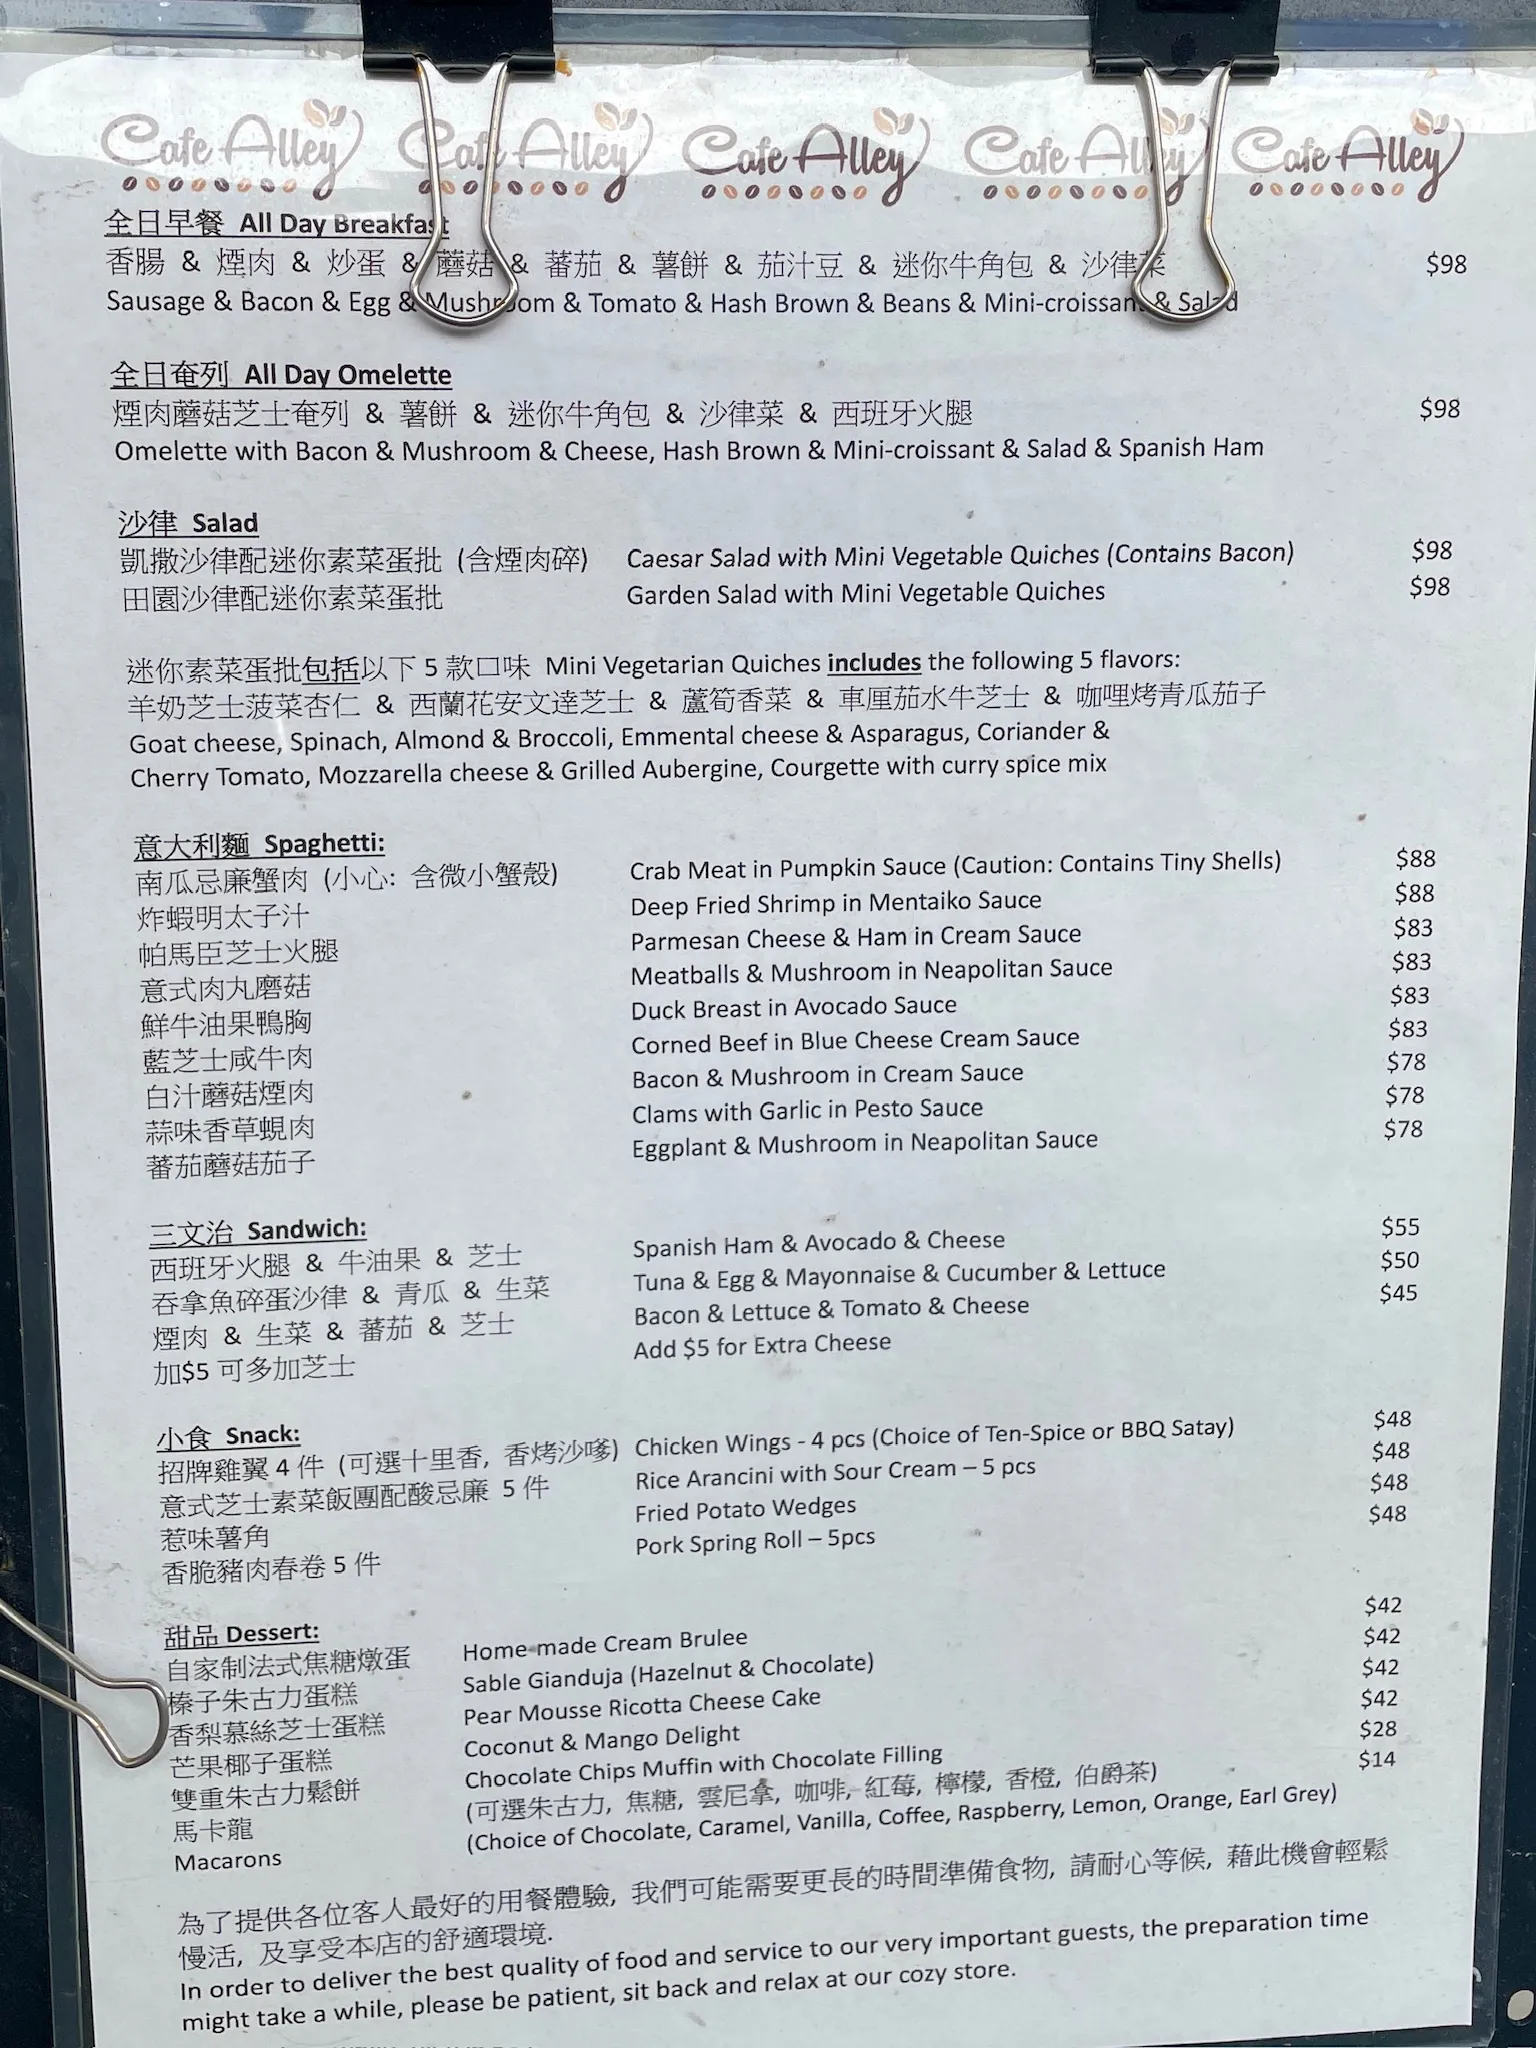 Cafe Alley Cafe Alley Cafe Alley Cafe Alley Cafe Alley
全日早餐 All Day Breakfast
香腸 & 煙肉 & 炒蛋 & 蘑菇 & 蕃茄 & 薯餅 & 茄汁豆 & 迷你牛角包 & 沙律菜 $98
Sausage & Bacon & Egg & Mushroom & Tomato & Hash Brown & Beans & Mini-croissant & Salad
全日奄列 All Day Omelette
煙肉蘑菇芝士奄列 & 薯餅 & 迷你牛角包 & 沙律菜 & 西班牙火腿 $98
Omelette with Bacon & Mushroom & Cheese, Hash Brown & Mini-croissant & Salad & Spanish Ham
沙律 Salad
凱撒沙律配迷你素菜蛋批 (含煙肉碎) Caesar Salad with Mini Vegetable Quiches (Contains Bacon) $98
田園沙律配迷你素菜蛋批 Garden Salad with Mini Vegetable Quiches $98
迷你素菜蛋批包括以下 5 款口味 Mini Vegetarian Quiches includes the following 5 flavors:
羊奶芝士菠菜杏仁 & 西蘭花安文達芝士 & 蘆筍香菜 & 車厘茄水牛芝士 & 咖哩烤青瓜茄子
Goat cheese, Spinach, Almond & Broccoli, Emmental cheese & Asparagus, Coriander &
Cherry Tomato, Mozzarella cheese & Grilled Aubergine, Courgette with curry spice mix
意大利麵 Spaghetti:
南瓜忌廉蟹肉 (小心: 含微小蟹殼) Crab Meat in Pumpkin Sauce (Caution: Contains Tiny Shells) $88
炸蝦明太子汁 Deep Fried Shrimp in Mentaiko Sauce $88
帕馬臣芝士火腿 Parmesan Cheese & Ham in Cream Sauce $83
意式肉丸磨菇 Meatballs & Mushroom in Neapolitan Sauce $83
鮮牛油果鴨胸 Duck Breast in Avocado Sauce $83
藍芝士咸牛肉 Corned Beef in Blue Cheese Cream Sauce $83
白汁蘑菇煙肉 Bacon & Mushroom in Cream Sauce $78
蒜味香草蜆肉 Clams with Garlic in Pesto Sauce $78
蕃茄蘑菇茄子 Eggplant & Mushroom in Neapolitan Sauce $78
三文治 Sandwich:
西班牙火腿 & 牛油果 & 芝士 Spanish Ham & Avocado & Cheese $55
吞拿魚碎蛋沙律 & 青瓜 & 生菜 Tuna & Egg & Mayonnaise & Cucumber & Lettuce $50
煙肉 & 生菜 & 蕃茄 & 芝士 Bacon & Lettuce & Tomato & Cheese $45
加$5 可多加芝士 Add $5 for Extra Cheese
小食 Snack:
招牌雞翼 4 件 (可選十里香, 香烤沙嗲) Chicken Wings - 4 pcs (Choice of Ten-Spice or BBQ Satay) $48
意式芝士素菜飯團配酸忌廉 5 件 Rice Arancini with Sour Cream – 5 pcs $48
惹味薯角 Fried Potato Wedges $48
香脆豬肉春卷 5 件 Pork Spring Roll – 5pcs $48
甜品 Dessert:
自家制法式焦糖燉蛋 Home-made Cream Brulee $42
榛子朱古力蛋糕 Sable Gianduja (Hazelnut & Chocolate) $42
香梨慕絲芝士蛋糕 Pear Mousse Ricotta Cheese Cake $42
芒果椰子蛋糕 Coconut & Mango Delight $42
雙重朱古力鬆餅 Chocolate Chips Muffin with Chocolate Filling $28
馬卡龍 (可選朱古力, 焦糖, 雲尼拿, 咖啡, 紅莓, 檸檬, 香橙, 伯爵茶) $14
Macarons (Choice of Chocolate, Caramel, Vanilla, Coffee, Raspberry, Lemon, Orange, Earl Grey)
為了提供各位客人最好的用餐體驗, 我們可能需要更長的時間準備食物, 請耐心等候, 藉此機會輕鬆
慢活, 及享受本店的舒適環境.
In order to deliver the best quality of food and service to our very important guests, the preparation time
might take a while, please be patient, sit back and relax at our cozy store.